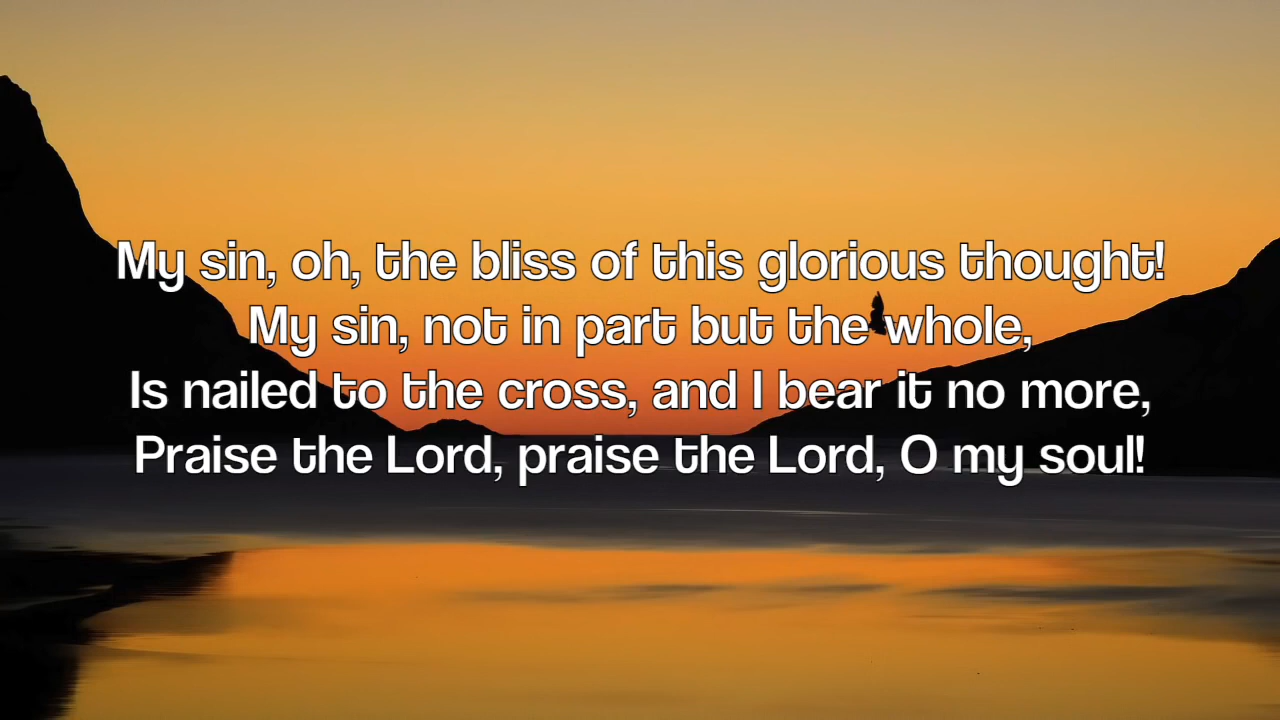 My sin, oh, the bliss of this glorious thought!
My sin, not in part but the whole,
Is nailed to the cross, and I bear it no more,
Praise the Lord, praise the Lord, O my soul!